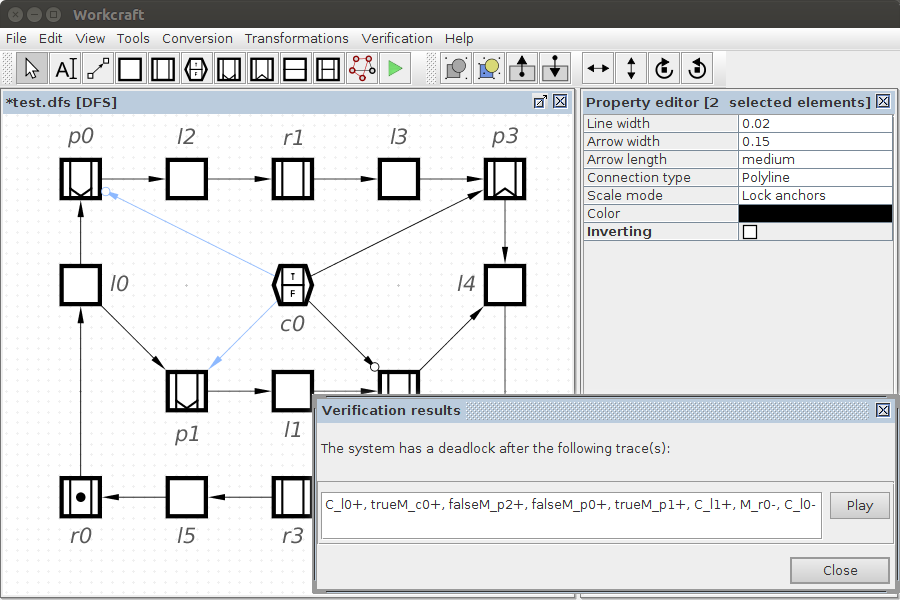 Workcraft
File Edit View Tools Conversion Transformations Verification Help
*test.dfs [DFS]
Property editor [2 selected elements]
Line width 0.02
Arrow width 0.15
Arrow length medium
Connection type Polyline
Scale mode Lock anchors
Color
Inverting
p0 l2 r1 l3 p3
l0 T F c0 l4
p1 l1
r0 l5 r3
Verification results
The system has a deadlock after the following trace(s):
C_l0+, trueM_c0+, falseM_p2+, falseM_p0+, trueM_p1+, C_l1+, M_r0-, C_l0-
Play
Close